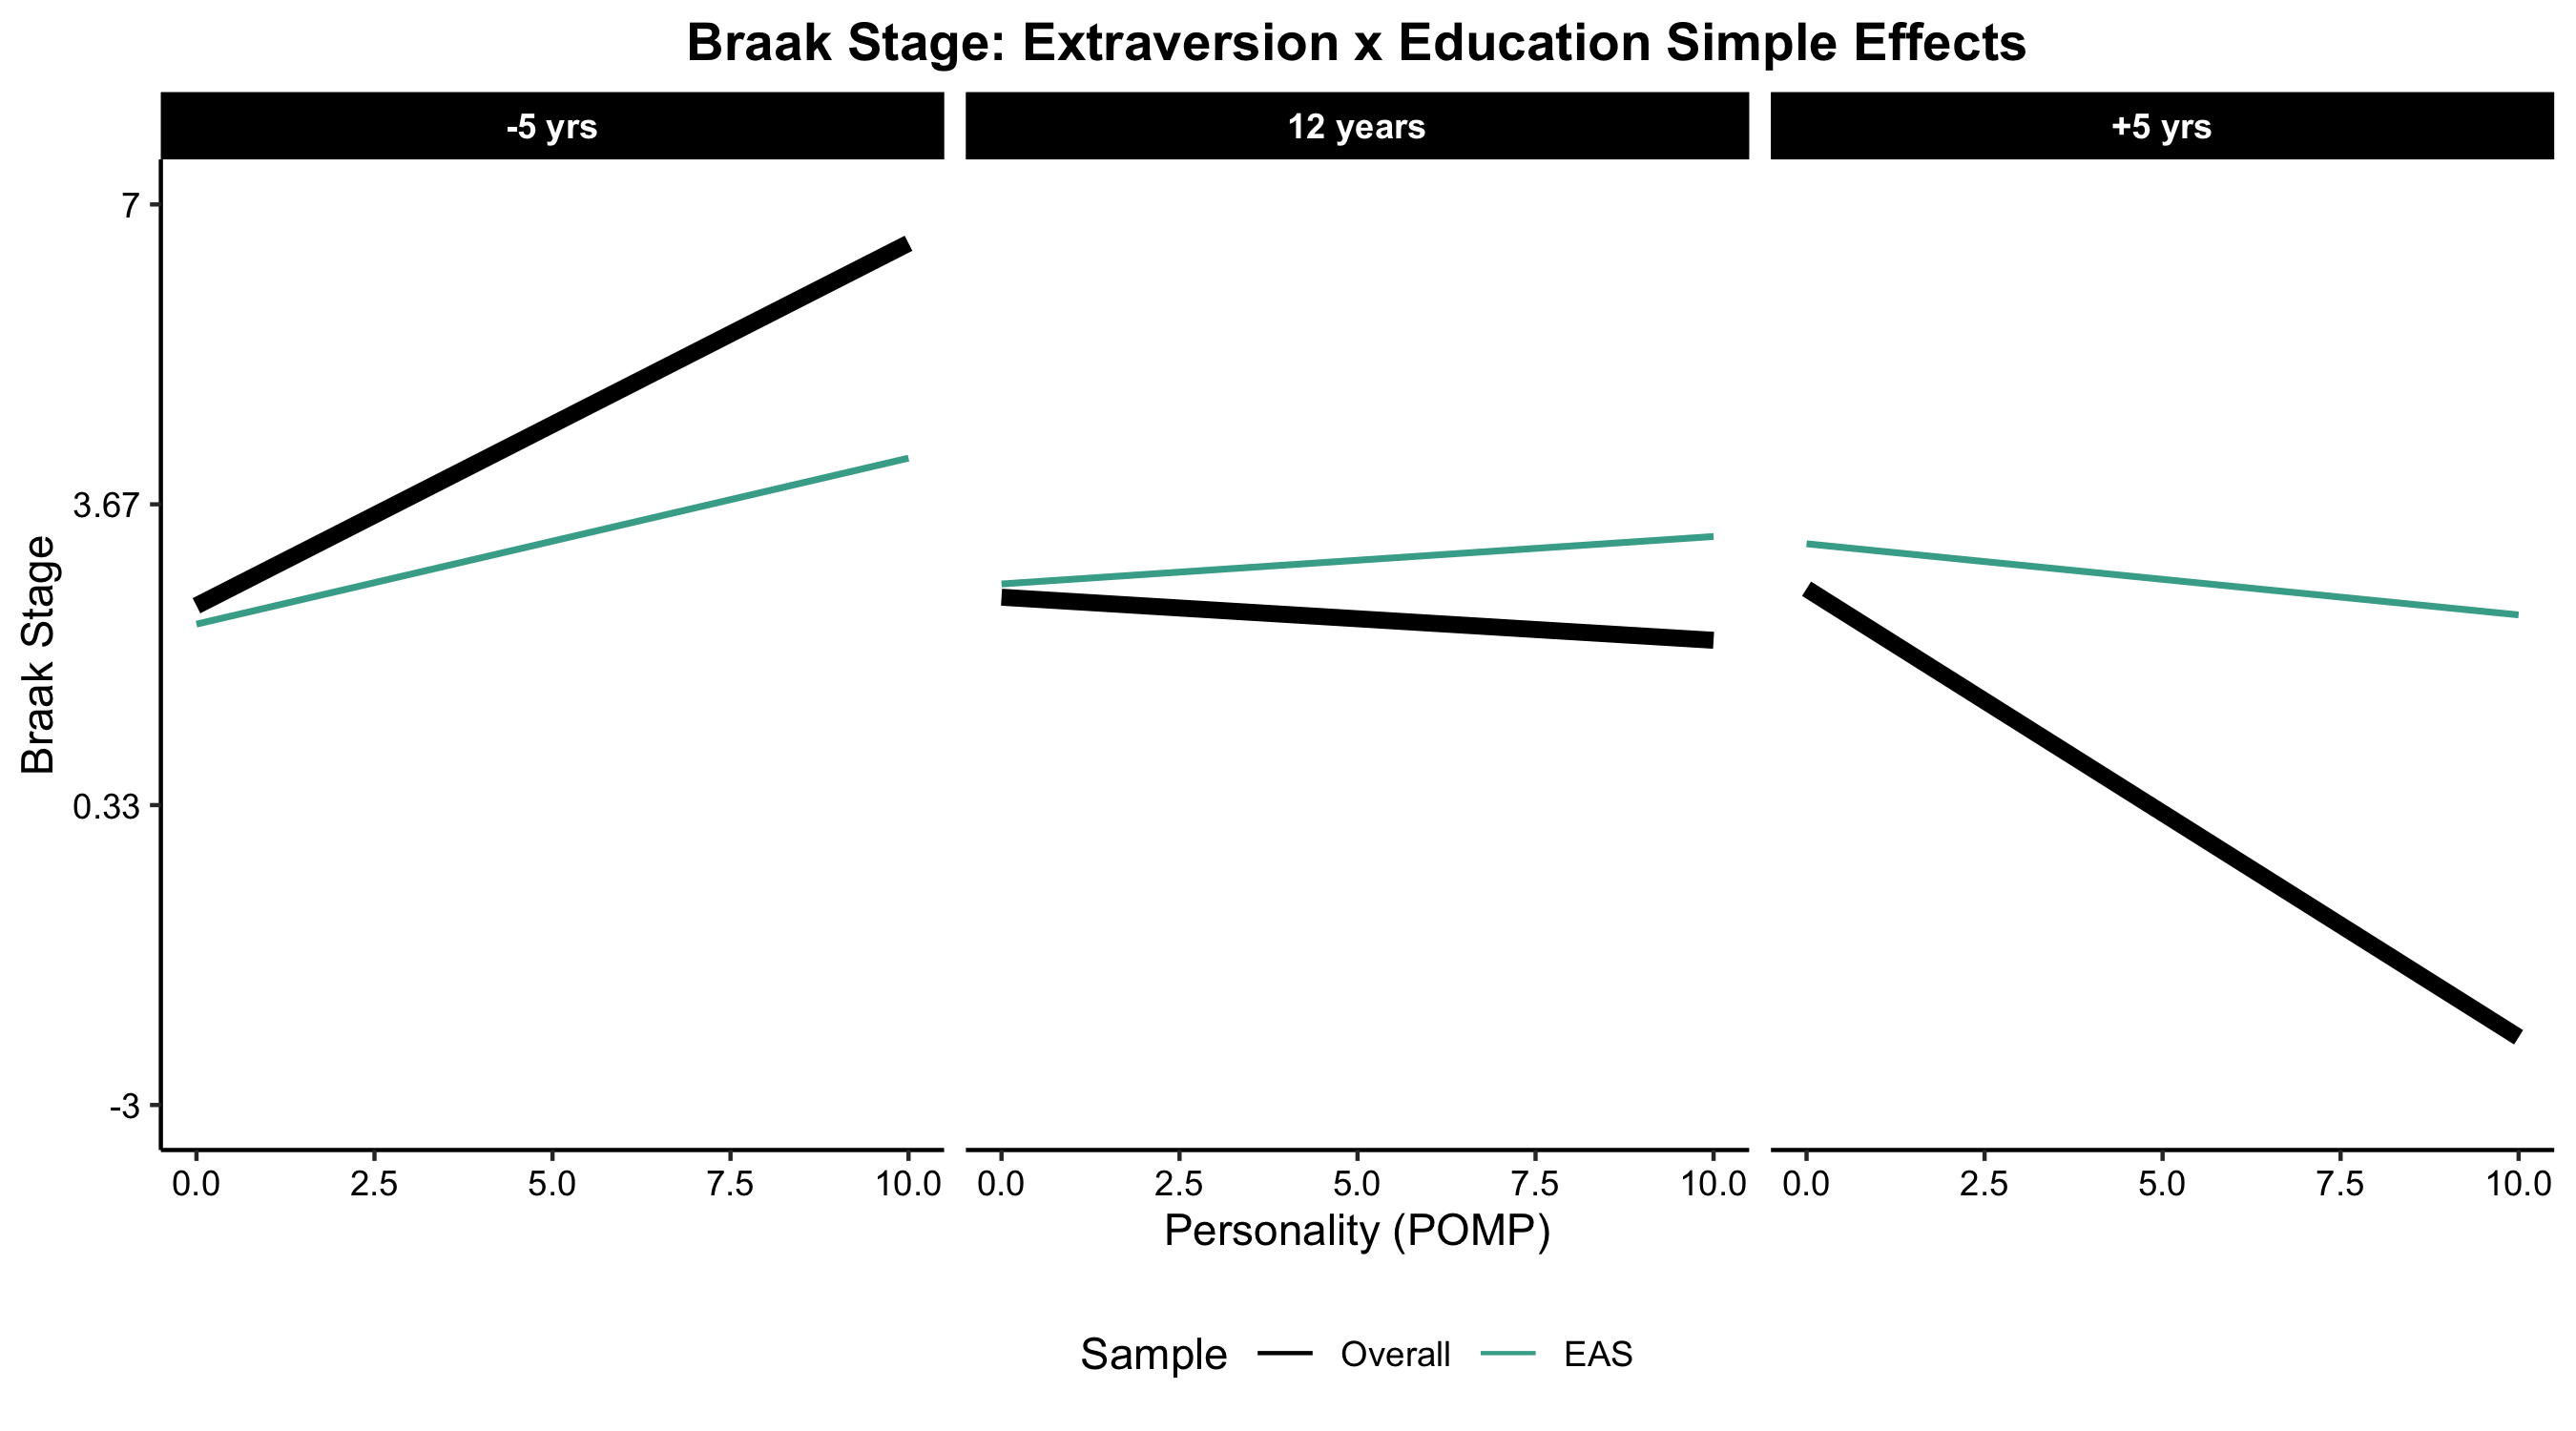 Braak Stage: Extraversion x Education Simple Effects
-5 yrs 12 years +5 yrs
7
3.67
0.33
-3
Braak Stage
0.0 2.5 5.0 7.5 10.0 0.0 2.5 5.0 7.5 10.0 0.0 2.5 5.0 7.5 10.0
Personality (POMP)
Sample Overall EAS